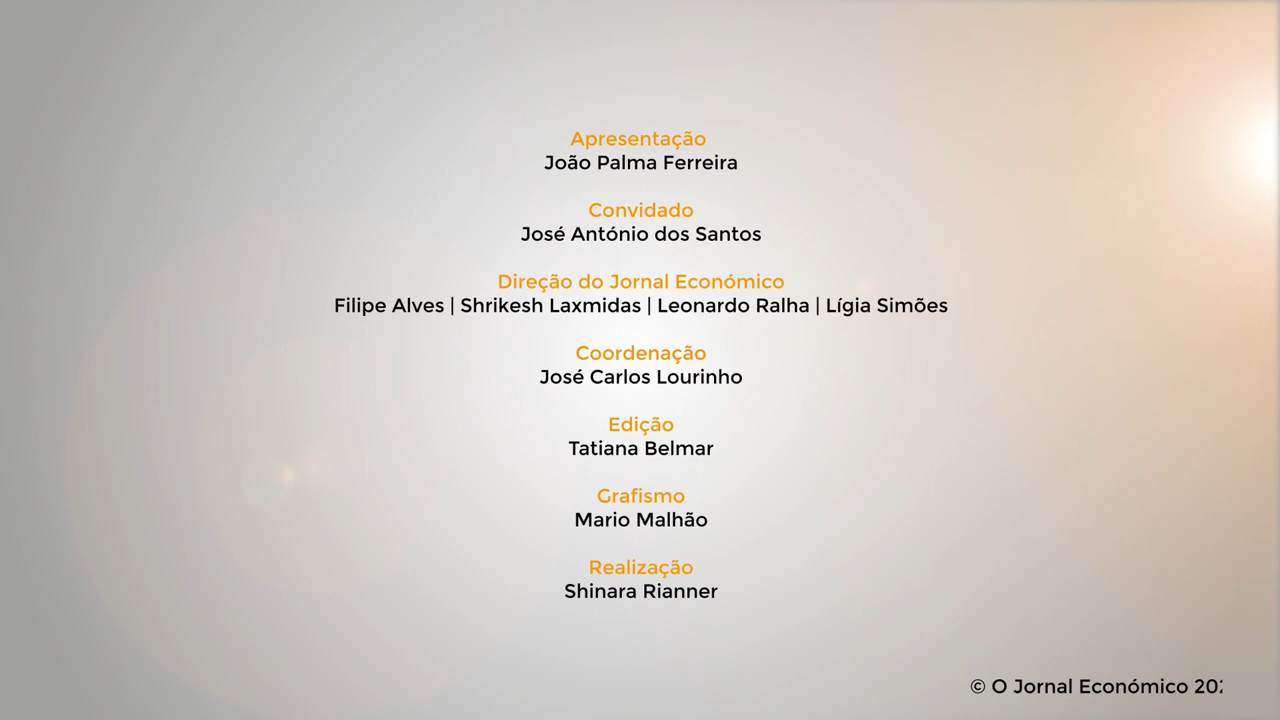 Apresentação
João Palma Ferreira
Convidado
José António dos Santos
Direção do Jornal Económico
Filipe Alves | Shrikesh Laxmidas | Leonardo Ralha | Lígia Simões
Coordenação
José Carlos Lourinho
Edição
Tatiana Belmar
Grafismo
Mario Malhão
Realização
Shinara Rianner
© O Jornal Económico